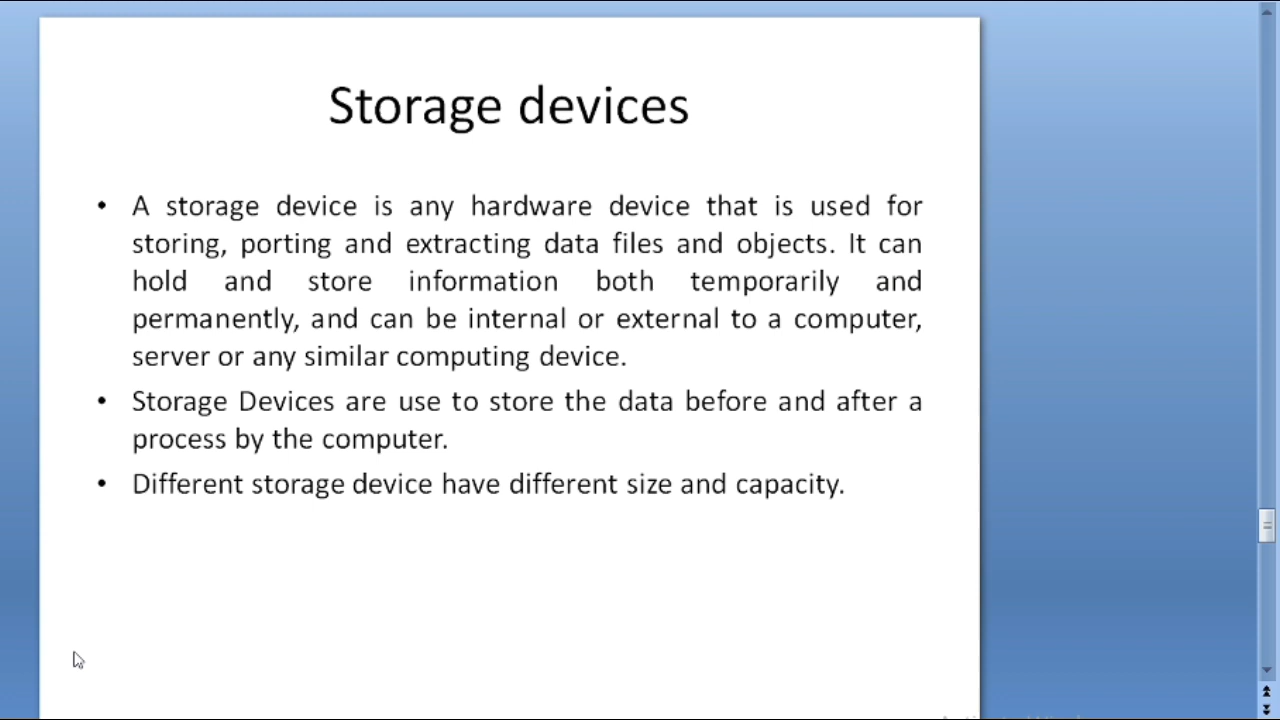 Storage devices
• A storage device is any hardware device that is used for
storing, porting and extracting data files and objects. It can
hold and store information both temporarily and
permanently, and can be internal or external to a computer,
server or any similar computing device.
• Storage Devices are use to store the data before and after a
process by the computer.
• Different storage device have different size and capacity.